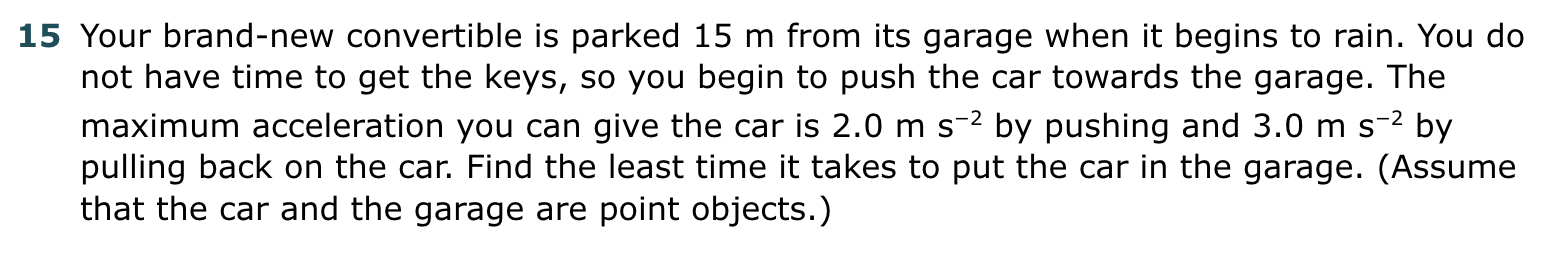 15 Your brand-new convertible is parked 15 m from its garage when it begins to rain. You do
not have time to get the keys, so you begin to push the car towards the garage. The
maximum acceleration you can give the car is 2.0 m s⁻² by pushing and 3.0 m s⁻² by
pulling back on the car. Find the least time it takes to put the car in the garage. (Assume
that the car and the garage are point objects.)